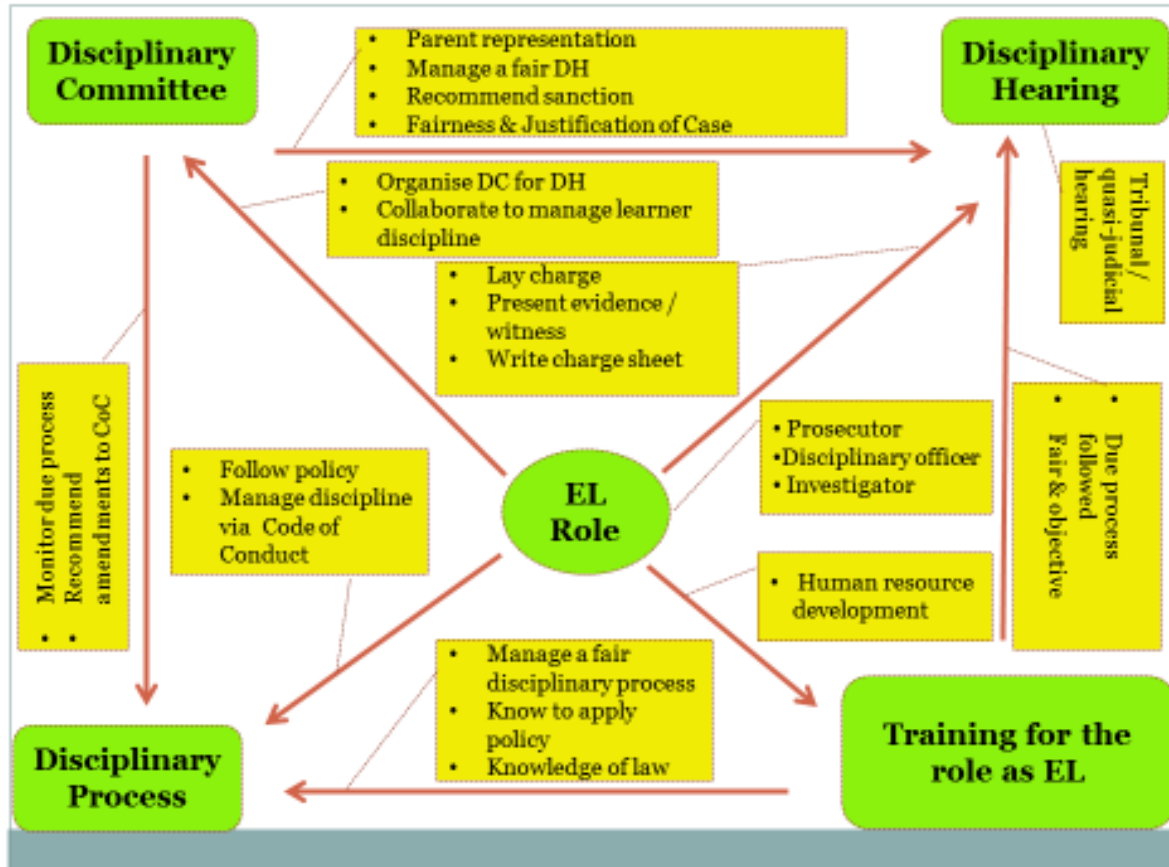 Disciplinary
Committee
• Parent representation
• Manage a fair DH
• Recommend sanction
• Fairness & Justification of Case
Disciplinary
Hearing
• Organise DC for DH
• Collaborate to manage learner
discipline
Tribunal/
quasi-judicial
hearing
• Lay charge
• Present evidence /
witness
• Write charge sheet
• Monitor due process
• Recommend
amendments to CoC
• Follow policy
• Manage discipline
via Code of
Conduct
EL
Role
• Prosecutor
•Disciplinary officer
• Investigator
• Due process
followed
• Fair & objective
• Human resource
development
• Manage a fair
disciplinary process
• Know to apply
policy
• Knowledge of law
Disciplinary
Process
Training for the
role as EL